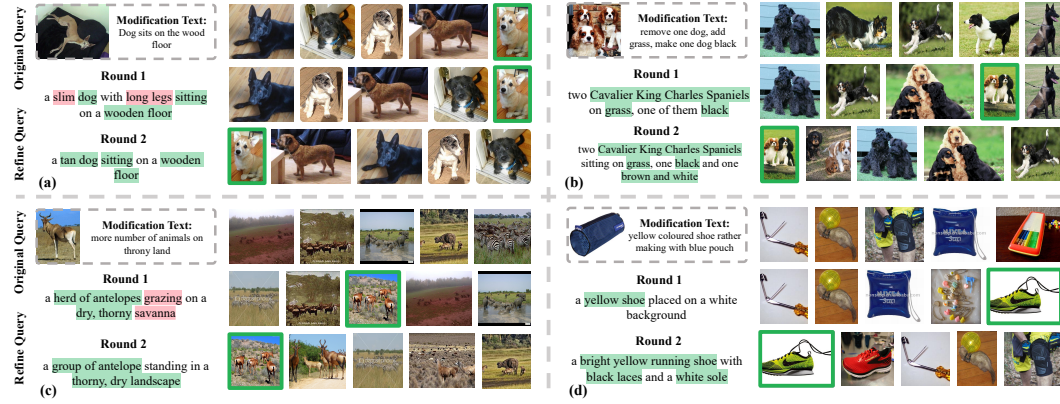 Original Query
Modification Text:
Dog sits on the wood
floor
Refine Query
Round 1
a slim dog with long legs sitting
on a wooden floor
Round 2
a tan dog sitting on a wooden
floor
(a)
Modification Text:
remove one dog, add
grass, make one dog black
Round 1
two Cavalier King Charles Spaniels
on grass, one of them black
Round 2
two Cavalier King Charles Spaniels
sitting on grass, one black and one
brown and white
(b)
Original Query
Modification Text:
more number of animals on
throny land
Refine Query
Round 1
a herd of antelopes grazing on a
dry, thorny savanna
Round 2
a group of antelope standing in a
thorny, dry landscape
(c)
Modification Text:
yellow coloured shoe rather
making with blue pouch
Round 1
a yellow shoe placed on a white
background
Round 2
a bright yellow running shoe with
black laces and a white sole
(d)